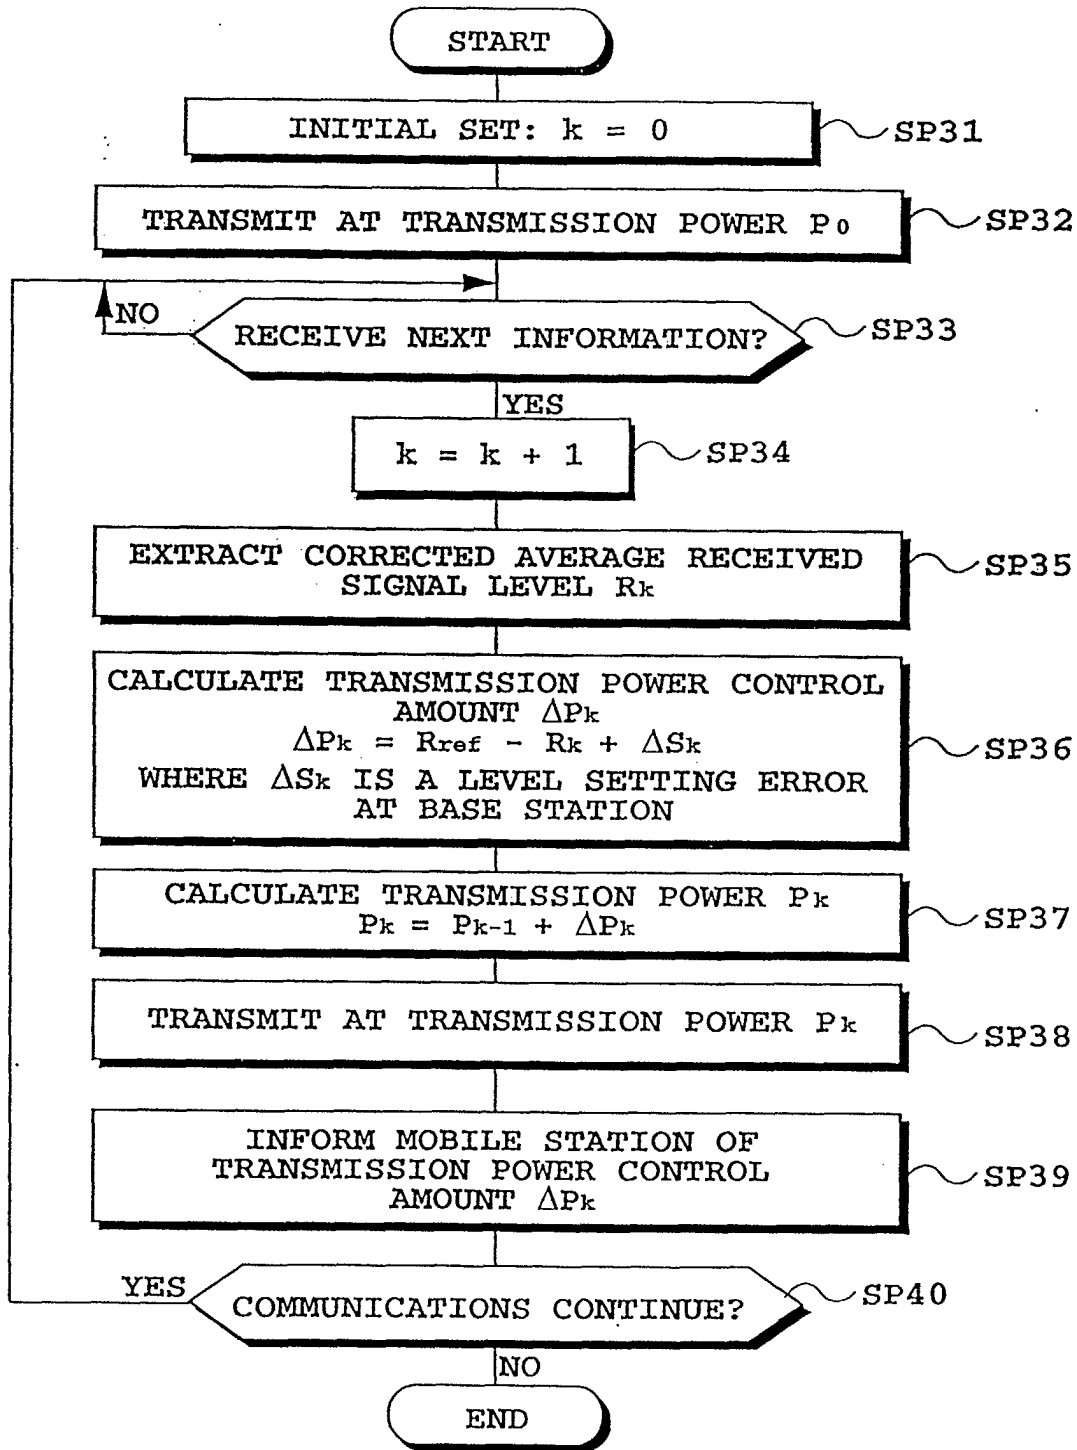 START
INITIAL SET: k = 0
SP31
TRANSMIT AT TRANSMISSION POWER P0
SP32
NO
RECEIVE NEXT INFORMATION?
SP33
YES
k = k + 1
SP34
EXTRACT CORRECTED AVERAGE RECEIVED
SIGNAL LEVEL Rk
SP35
CALCULATE TRANSMISSION POWER CONTROL
AMOUNT ΔPk
ΔPk = Rref - Rk + ΔSk
WHERE ΔSk IS A LEVEL SETTING ERROR
AT BASE STATION
SP36
CALCULATE TRANSMISSION POWER Pk
Pk = Pk-1 + ΔPk
SP37
TRANSMIT AT TRANSMISSION POWER Pk
SP38
INFORM MOBILE STATION OF
TRANSMISSION POWER CONTROL
AMOUNT ΔPk
SP39
YES
COMMUNICATIONS CONTINUE?
SP40
NO
END